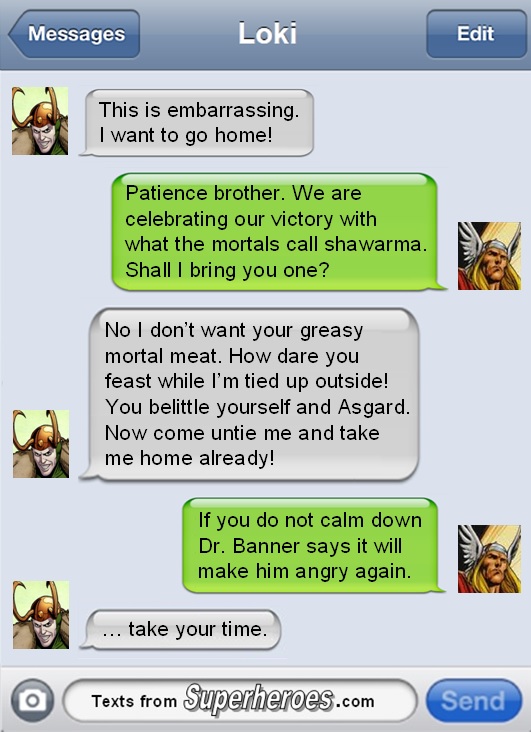 Messages
Loki
Edit
This is embarrassing.
I want to go home!
Patience brother. We are
celebrating our victory with
what the mortals call shawarma.
Shall I bring you one?
No I don't want your greasy
mortal meat. How dare you
feast while I'm tied up outside!
You belittle yourself and Asgard.
Now come untie me and take
me home already!
If you do not calm down
Dr. Banner says it will
make him angry again.
... take your time.
Texts from Superheroes.com
Send